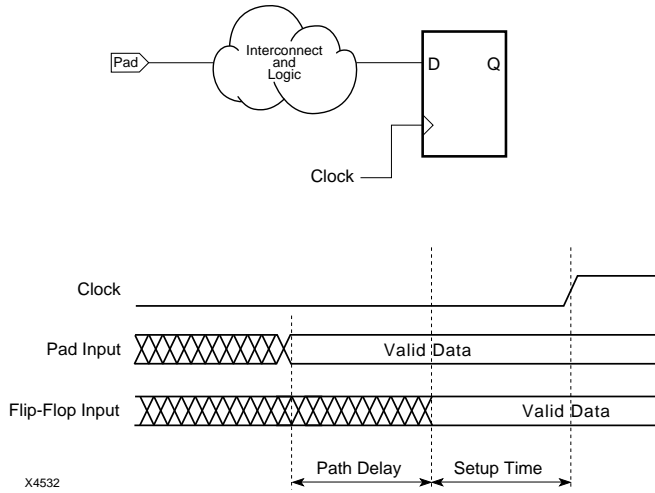 Pad
Interconnect
and
Logic
D Q
Clock
Clock
Pad Input
Valid Data
Flip-Flop Input
Valid Data
Path Delay
Setup Time
X4532